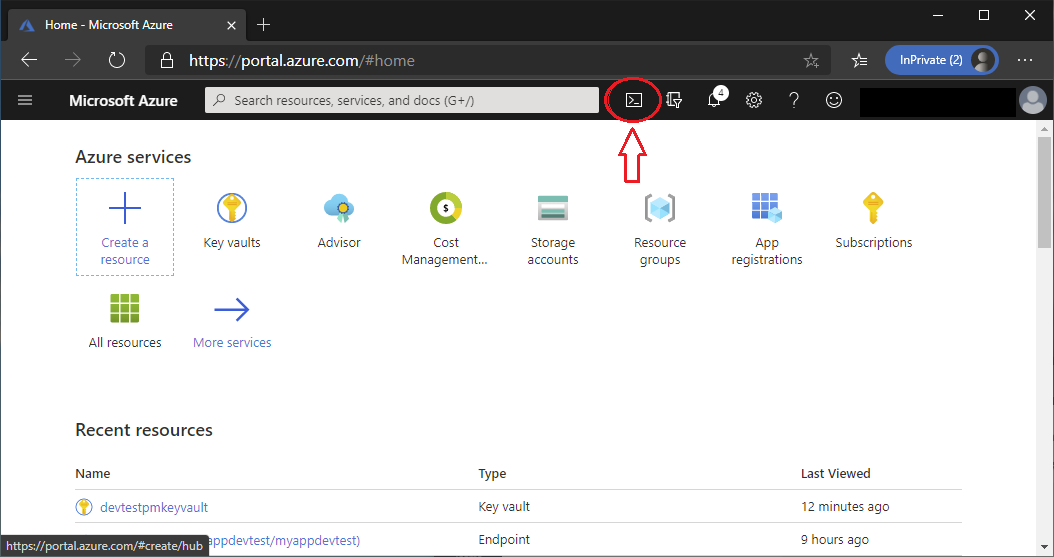 Home - Microsoft Azure
https://portal.azure.com/#home
InPrivate (2)
Microsoft Azure
Search resources, services, and docs (G+/)
4
Azure services
Create a
resource
Key vaults
Advisor
Cost
Management...
Storage
accounts
Resource
groups
App
registrations
Subscriptions
All resources
More services
Recent resources
Name Type Last Viewed
devtestpmkeyvault Key vault 12 minutes ago
appdevtest/myappdevtest) Endpoint 9 hours ago
https://portal.azure.com/#create/hub